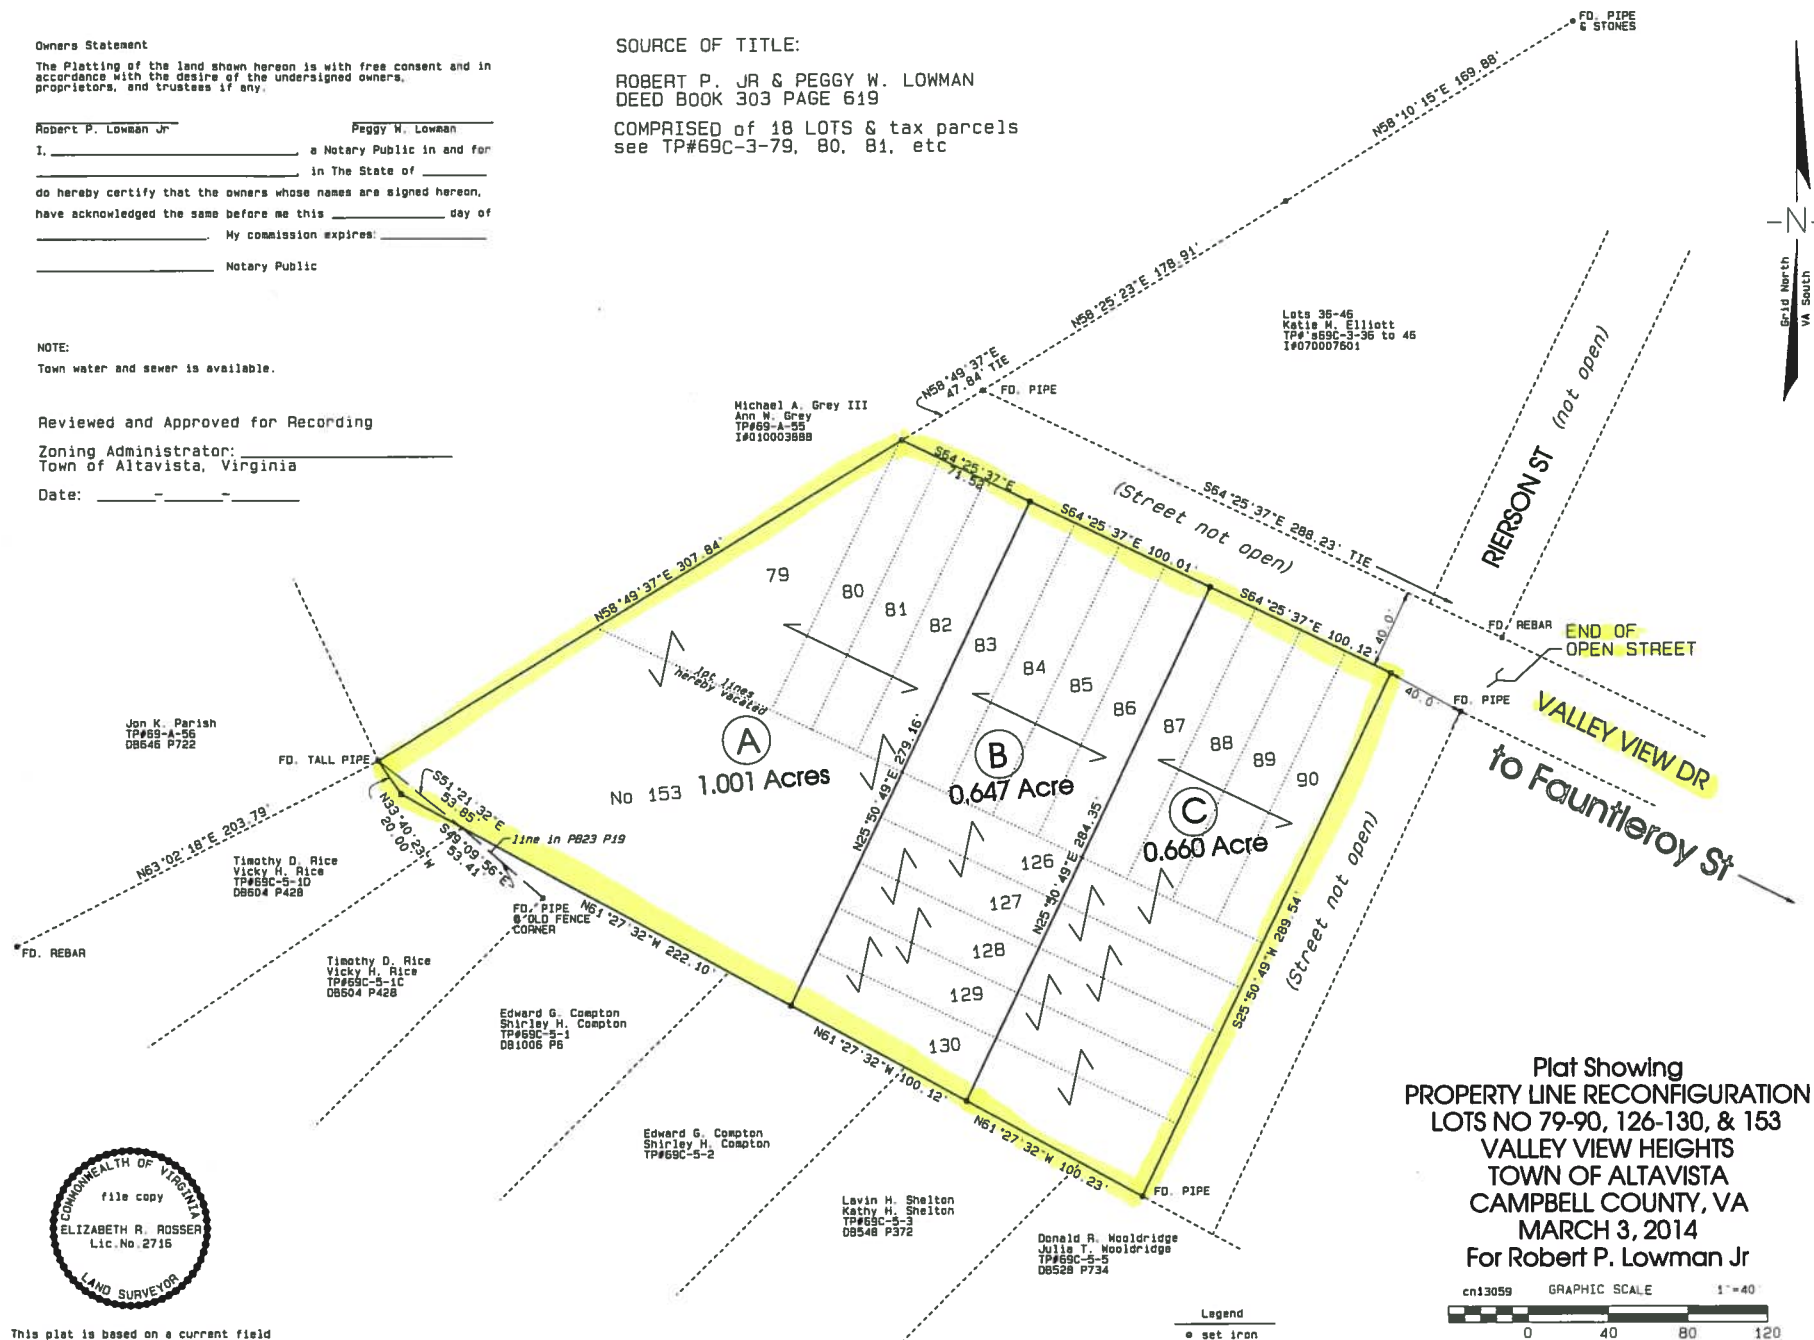 Owners Statement
The Platting of the land shown hereon is with free consent and in
accordance with the desire of the undersigned owners,
proprietors, and trustees if any.
Robert P. Lowman Jr
Peggy W. Lowman
I, a Notary Public in and for
in The State of
do hereby certify that the owners whose names are signed hereon,
have acknowledged the same before me this day of
My commission expires:
Notary Public
NOTE:
Town water and sewer is available.
Reviewed and Approved for Recording
Zoning Administrator:
Town of Altavista, Virginia
Date: - -
SOURCE OF TITLE:
ROBERT P. JR & PEGGY W. LOWMAN
DEED BOOK 303 PAGE 619
COMPRISED of 18 LOTS & tax parcels
see TP#69C-3-79, 80, 81, etc
FD. PIPE
& STONES
N58°10'15"E 169.88'
N58°25'23"E 178.91'
N58°49'37"E
47.84' TIE
FD. PIPE
Lots 36-46
Katie M. Elliott
TP#'s69C-3-36 to 46
I#070007601
-N-
Grid North
VA South
RIERSON ST (not open)
Michael A. Grey III
Ann W. Grey
TP#69-A-55
I#010003888
S64°25'37"E
71.52'
S64°25'37"E 100.01'
S64°25'37"E 100.12'
(Street not open)
S64°25'37"E 288.23' TIE
40.0'
FD. REBAR
END OF
OPEN STREET
40.0'
FD. PIPE
VALLEY VIEW DR
to Fauntleroy St
N58°49'37"E 307.84'
79
80
81
82
83
84
85
86
87
88
89
90
lot lines
hereby vacated
A
No 153 1.001 Acres
B
0.647 Acre
C
0.660 Acre
N25°50'49"E 279.16'
N25°50'49"E 284.35'
S25°50'49"W 289.54'
(Street not open)
126
127
128
129
130
Jon K. Parish
TP#69-A-56
DB646 P722
FD. TALL PIPE
S51°21'32"E
53.85'
line in PB23 P19
N33°40'23"W
20.00'
S49°09'56"E
53.41'
N63°02'18"E 203.79'
FD. REBAR
Timothy D. Rice
Vicky H. Rice
TP#69C-5-1D
DB604 P428
FD. PIPE
@ OLD FENCE
CORNER
N61°27'32"W 222.10'
Timothy D. Rice
Vicky H. Rice
TP#69C-5-1C
DB604 P428
Edward G. Compton
Shirley H. Compton
TP#69C-5-1
DB1006 P6
N61°27'32"W 100.12'
N61°27'32"W 100.23'
FD. PIPE
Edward G. Compton
Shirley H. Compton
TP#69C-5-2
Lavin H. Shelton
Kathy H. Shelton
TP#69C-5-3
DB548 P372
Donald R. Wooldridge
Julia T. Wooldridge
TP#69C-5-5
DB528 P734
COMMONWEALTH OF VIRGINIA
file copy
ELIZABETH R. ROSSER
Lic.No.2716
LAND SURVEYOR
This plat is based on a current field
Legend
set iron
Plat Showing
PROPERTY LINE RECONFIGURATION
LOTS NO 79-90, 126-130, & 153
VALLEY VIEW HEIGHTS
TOWN OF ALTAVISTA
CAMPBELL COUNTY, VA
MARCH 3, 2014
For Robert P. Lowman Jr
cn13059 GRAPHIC SCALE 1"=40'
0 40 80 120